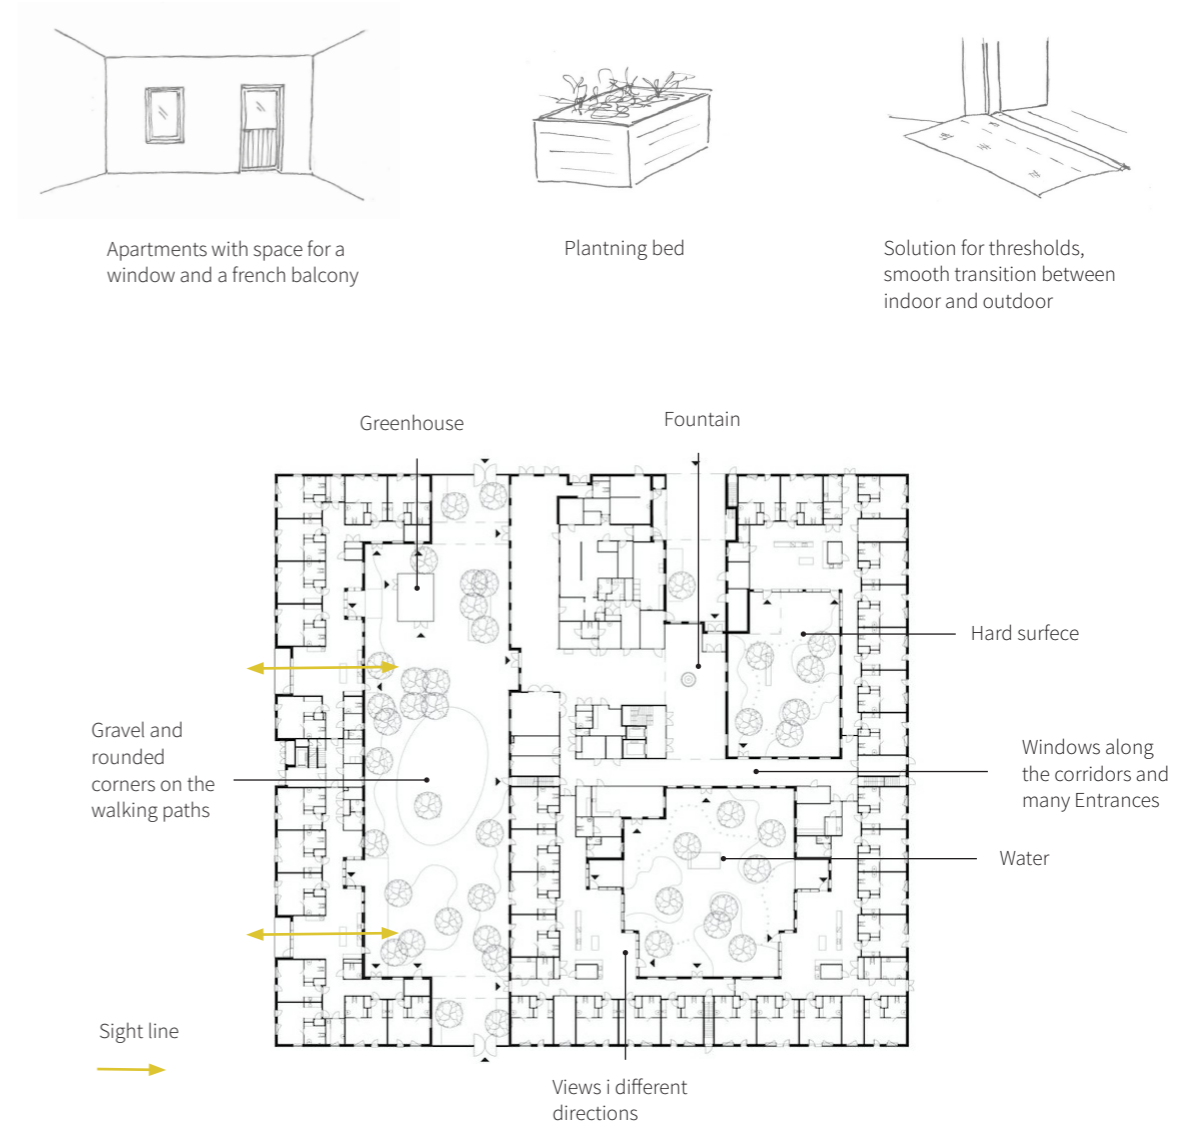 Apartments with space for a
window and a french balcony
Plantning bed
Solution for thresholds,
smooth transition between
indoor and outdoor
Greenhouse
Fountain
Hard surfece
Gravel and
rounded
corners on the
walking paths
Windows along
the corridors and
many Entrances
Water
Sight line
Views i different
directions